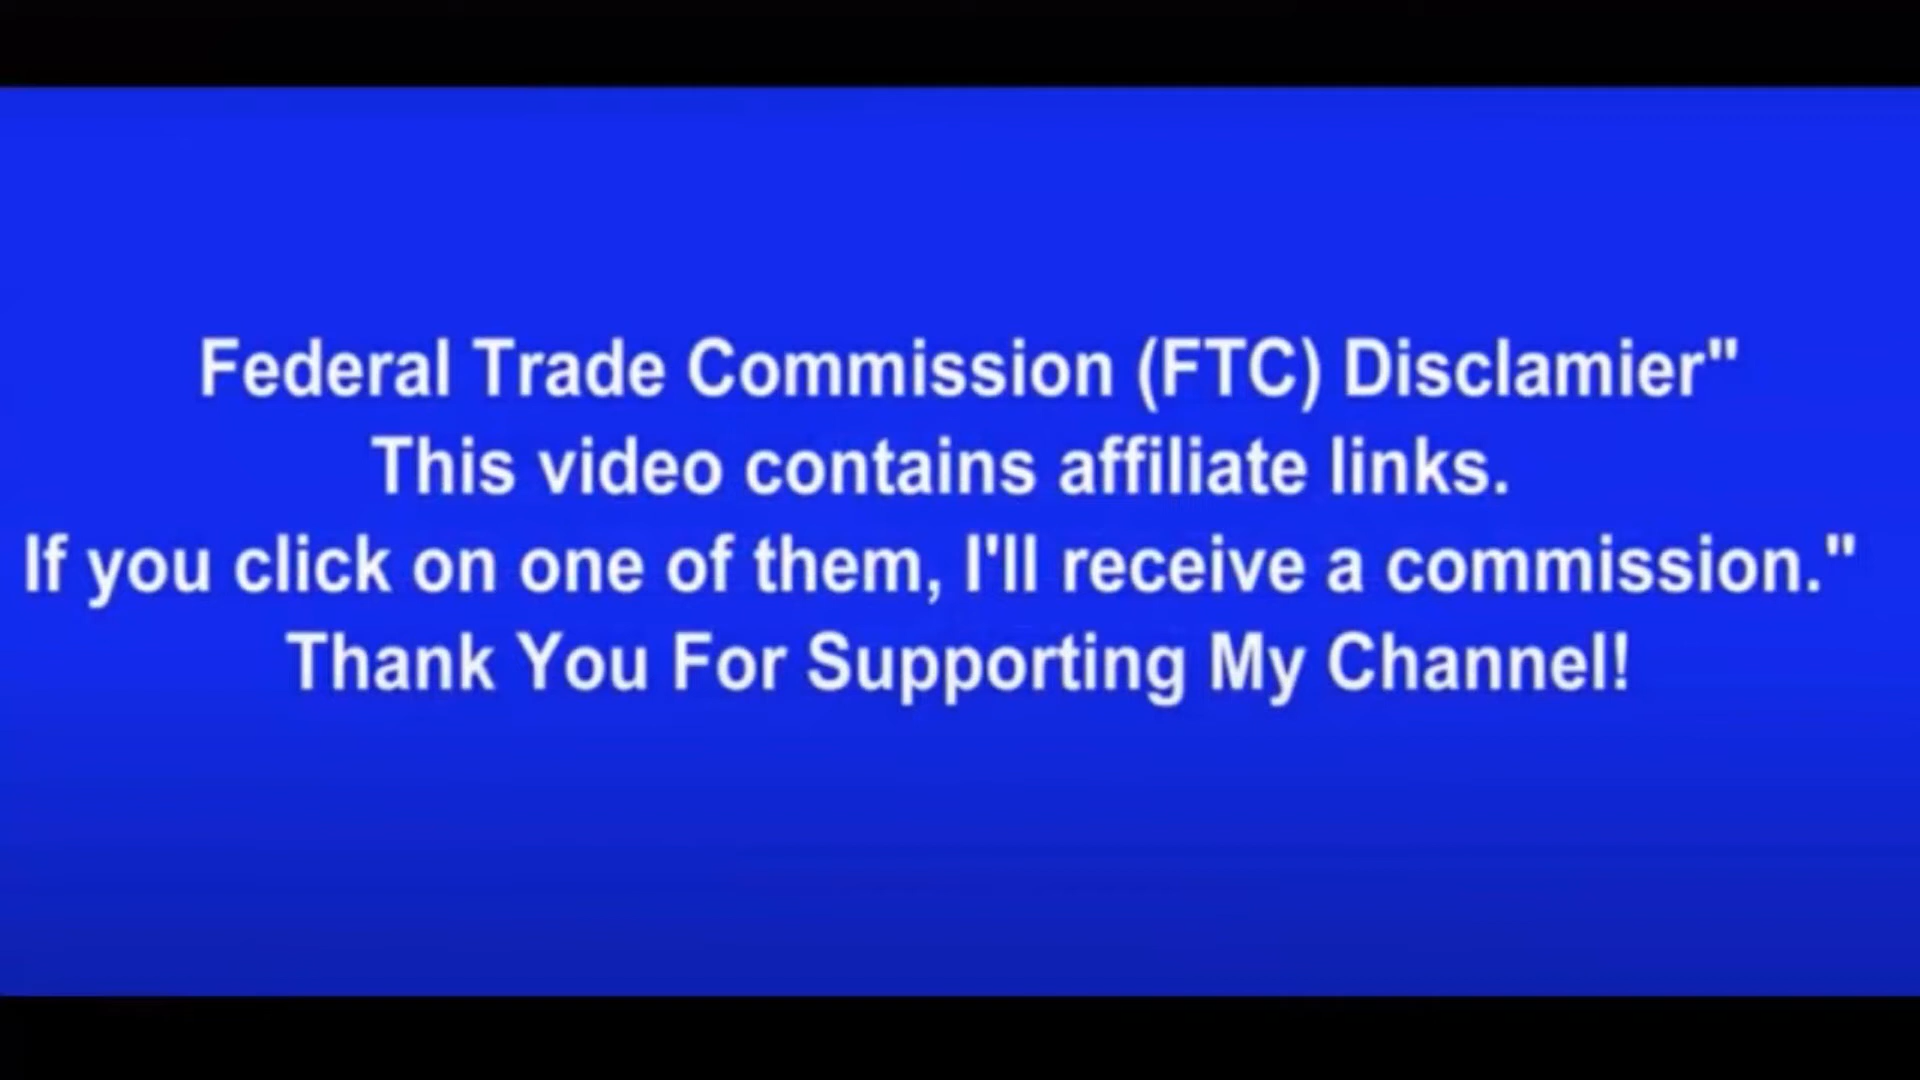 Federal Trade Commission (FTC) Disclamier"
This video contains affiliate links.
If you click on one of them, I'll receive a commission."
Thank You For Supporting My Channel!